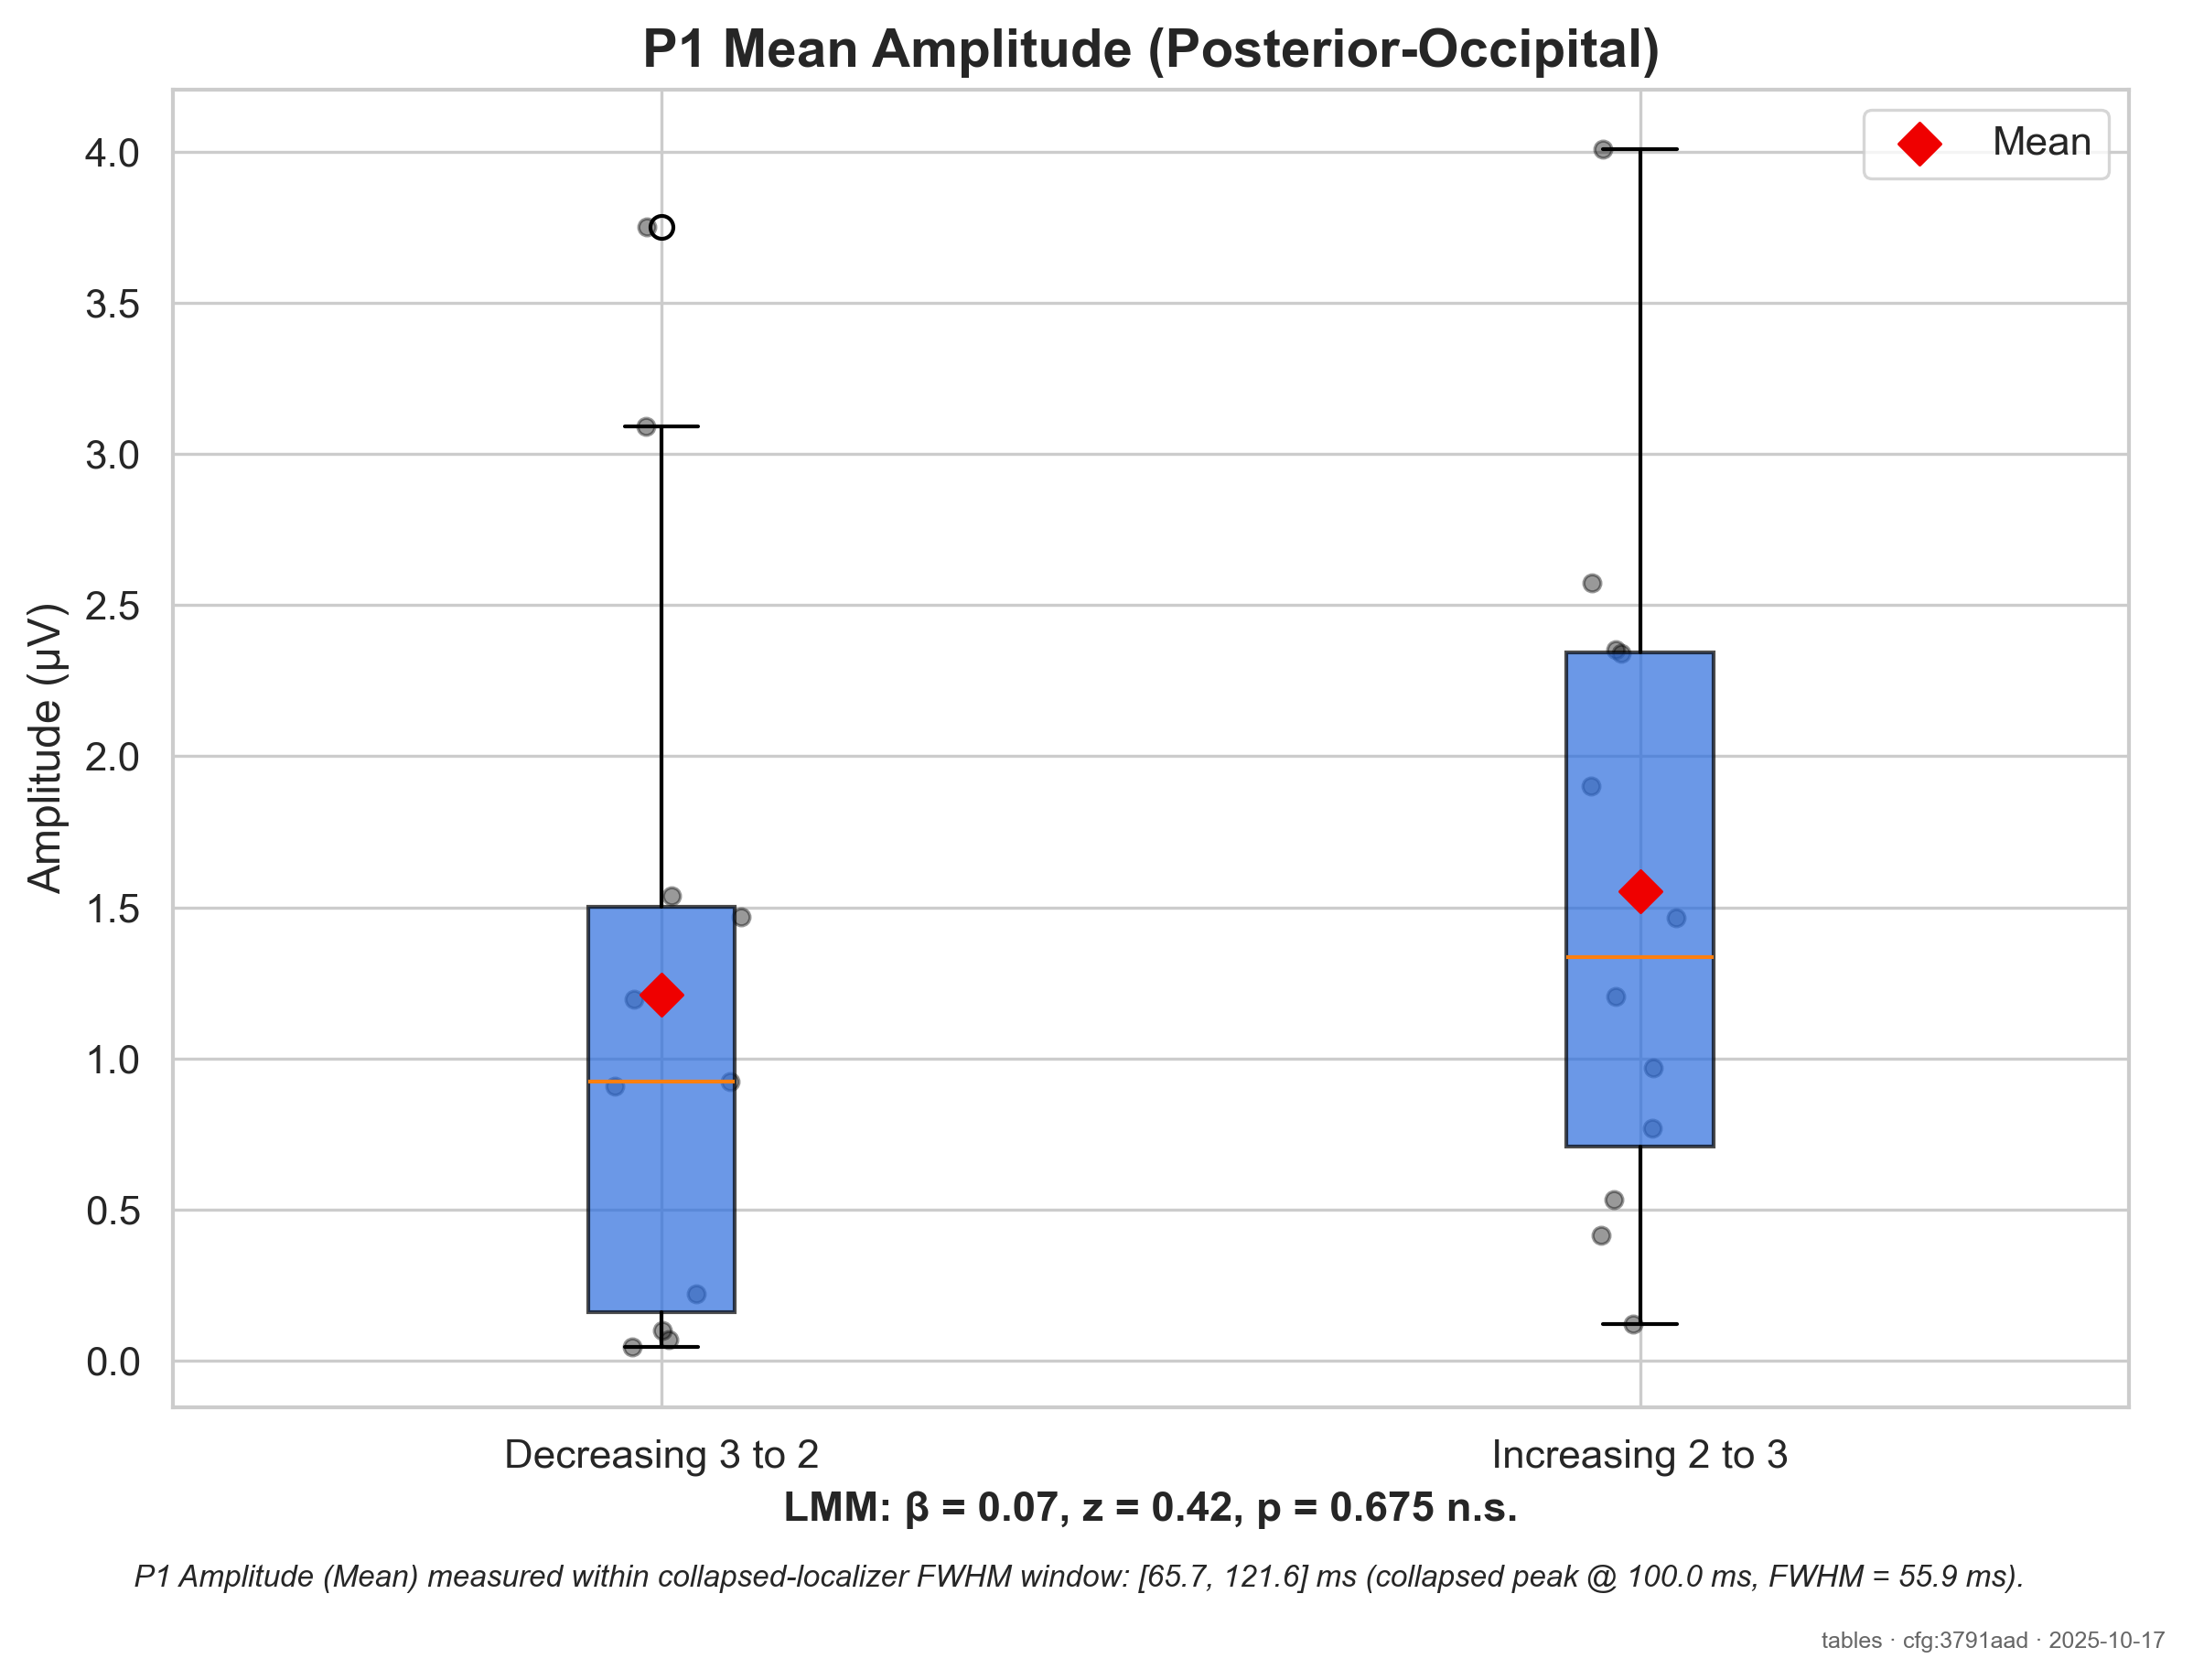 P1 Mean Amplitude (Posterior-Occipital)
Mean
4.0
3.5
3.0
2.5
2.0
1.5
1.0
0.5
0.0
Amplitude (µV)
Decreasing 3 to 2
Increasing 2 to 3
LMM: β = 0.07, z = 0.42, p = 0.675 n.s.
P1 Amplitude (Mean) measured within collapsed-localizer FWHM window: [65.7, 121.6] ms (collapsed peak @ 100.0 ms, FWHM = 55.9 ms).
tables · cfg:3791aad · 2025-10-17